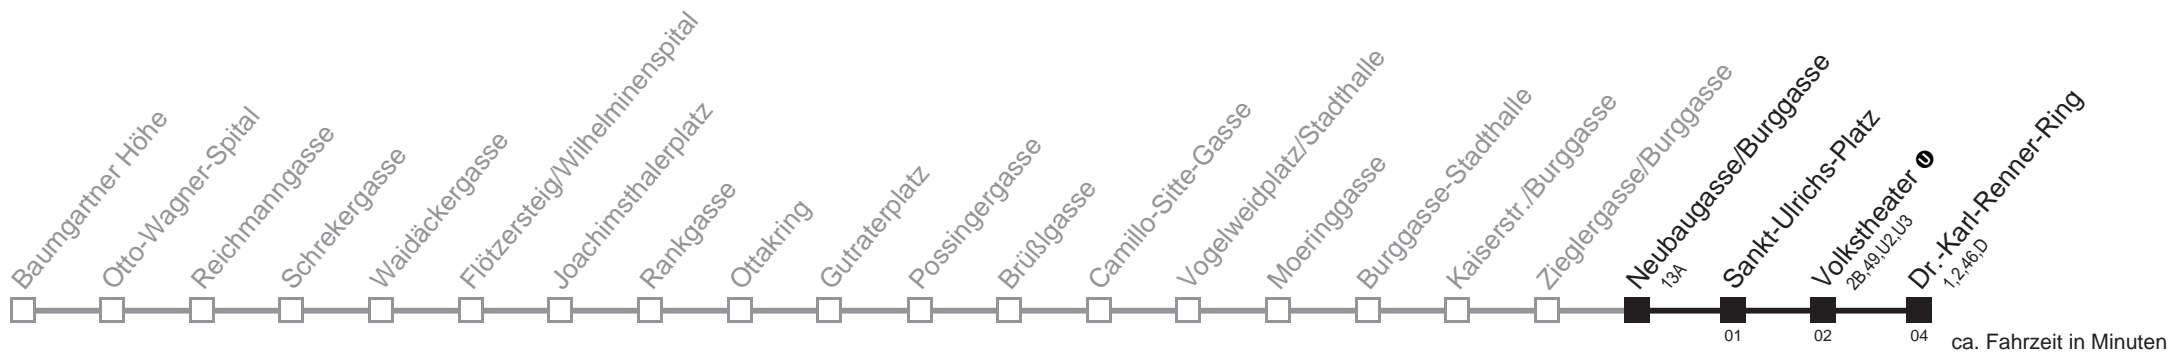 Baumgartner Höhe
Otto-Wagner-Spital
Reichmanngasse
Schrekergasse
Waidäckergasse
Flötzersteig/Wilhelminenspital
Joachimsthalerplatz
Rankgasse
Ottakring
Gutraterplatz
Possingergasse
Brüßlgasse
Camillo-Sitte-Gasse
Vogelweidplatz/Stadthalle
Moeringgasse
Burggasse-Stadthalle
Kaiserstr./Burggasse
Zieglergasse/Burggasse
Neubaugasse/Burggasse
13A
Sankt-Ulrichs-Platz
Volkstheater U
2B,49,U2,U3
Dr.-Karl-Renner-Ring
1,2,46,D
01
02
04
ca. Fahrzeit in Minuten